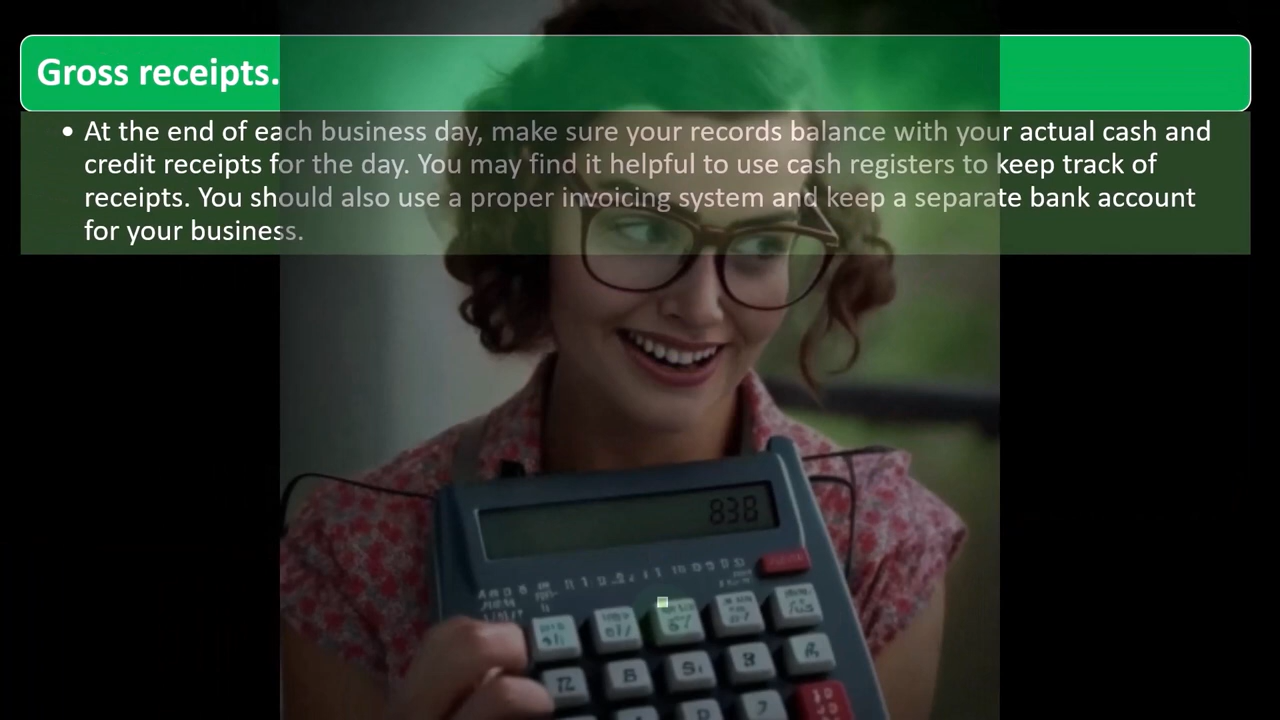 Gross receipts.
• At the end of each business day, make sure your records balance with your actual cash and
credit receipts for the day. You may find it helpful to use cash registers to keep track of
receipts. You should also use a proper invoicing system and keep a separate bank account
for your business.
838